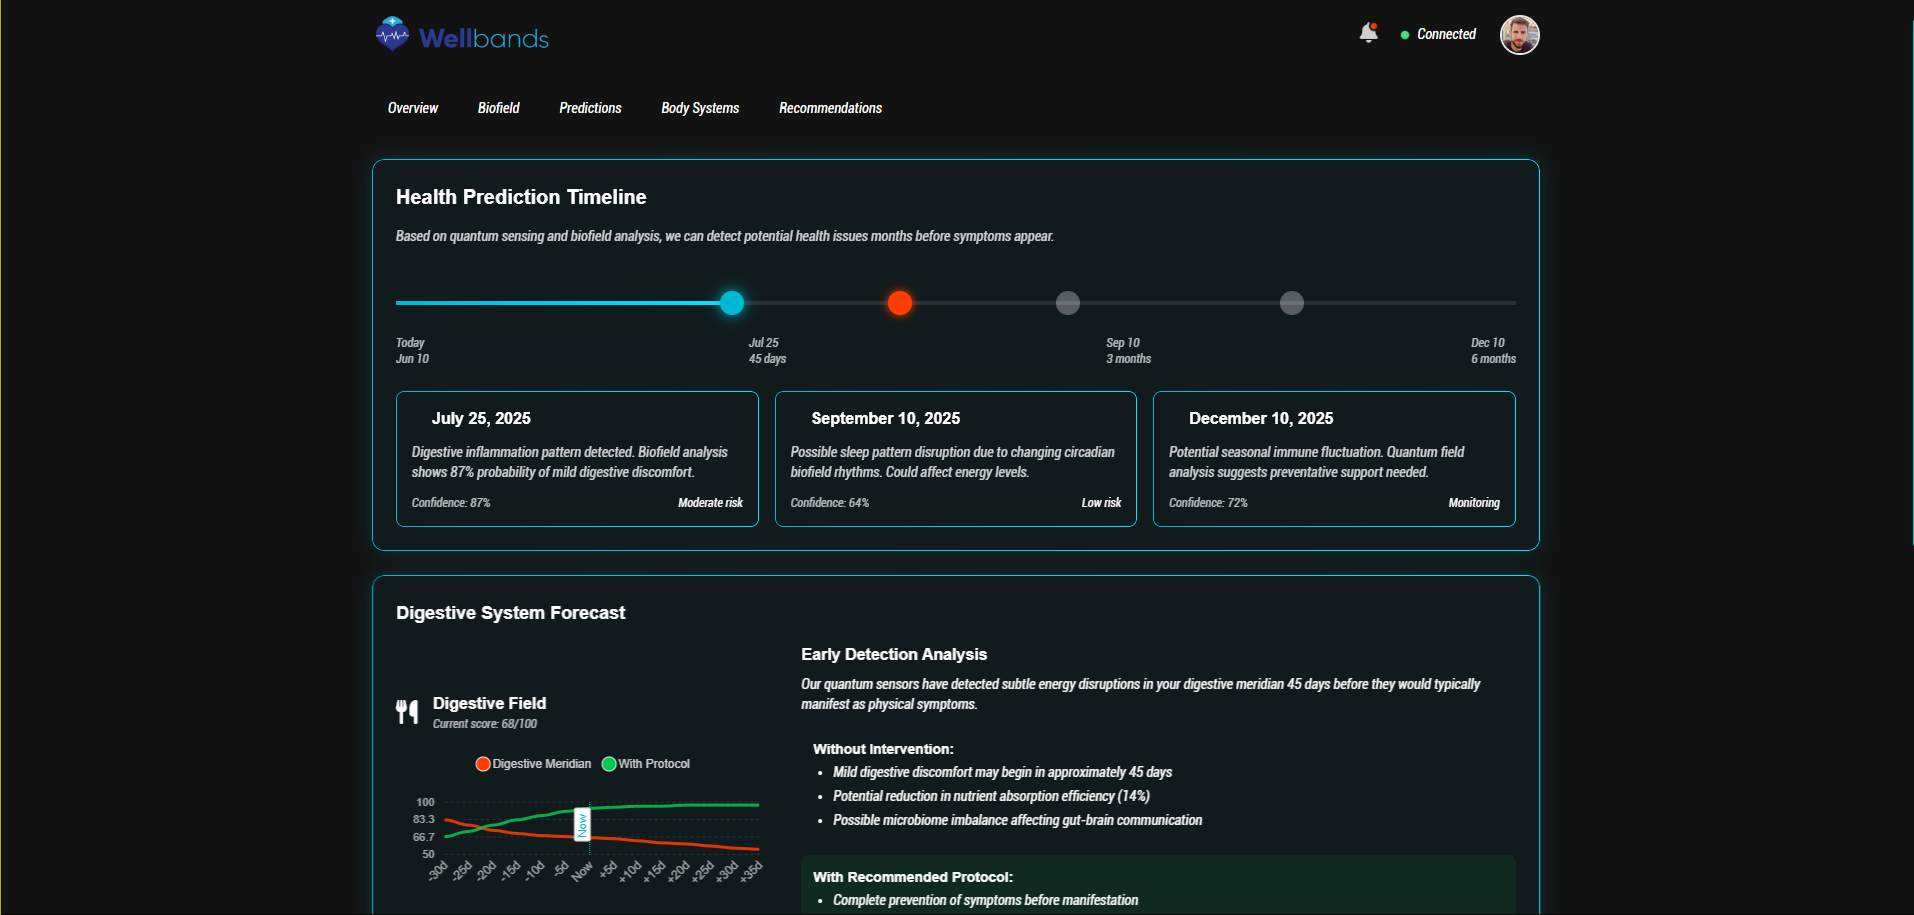 Wellbands
Connected
Overview
Biofield
Predictions
Body Systems
Recommendations
Health Prediction Timeline
Based on quantum sensing and biofield analysis, we can detect potential health issues months before symptoms appear.
Today
Jun 10
Jul 25
45 days
Sep 10
3 months
Dec 10
6 months
July 25, 2025
Digestive inflammation pattern detected. Biofield analysis
shows 87% probability of mild digestive discomfort.
Confidence: 87%
Moderate risk
September 10, 2025
Possible sleep pattern disruption due to changing circadian
biofield rhythms. Could affect energy levels.
Confidence: 64%
Low risk
December 10, 2025
Potential seasonal immune fluctuation. Quantum field
analysis suggests preventative support needed.
Confidence: 72%
Monitoring
Digestive System Forecast
Digestive Field
Current score: 68/100
Digestive Meridian
With Protocol
100
83.3
66.7
50
Now
-30d
-25d
-20d
-15d
-10d
-5d
Now
+5d
+10d
+15d
+20d
+25d
+30d
+35d
Early Detection Analysis
Our quantum sensors have detected subtle energy disruptions in your digestive meridian 45 days before they would typically
manifest as physical symptoms.
Without Intervention:
• Mild digestive discomfort may begin in approximately 45 days
• Potential reduction in nutrient absorption efficiency (14%)
• Possible microbiome imbalance affecting gut-brain communication
With Recommended Protocol:
• Complete prevention of symptoms before manifestation